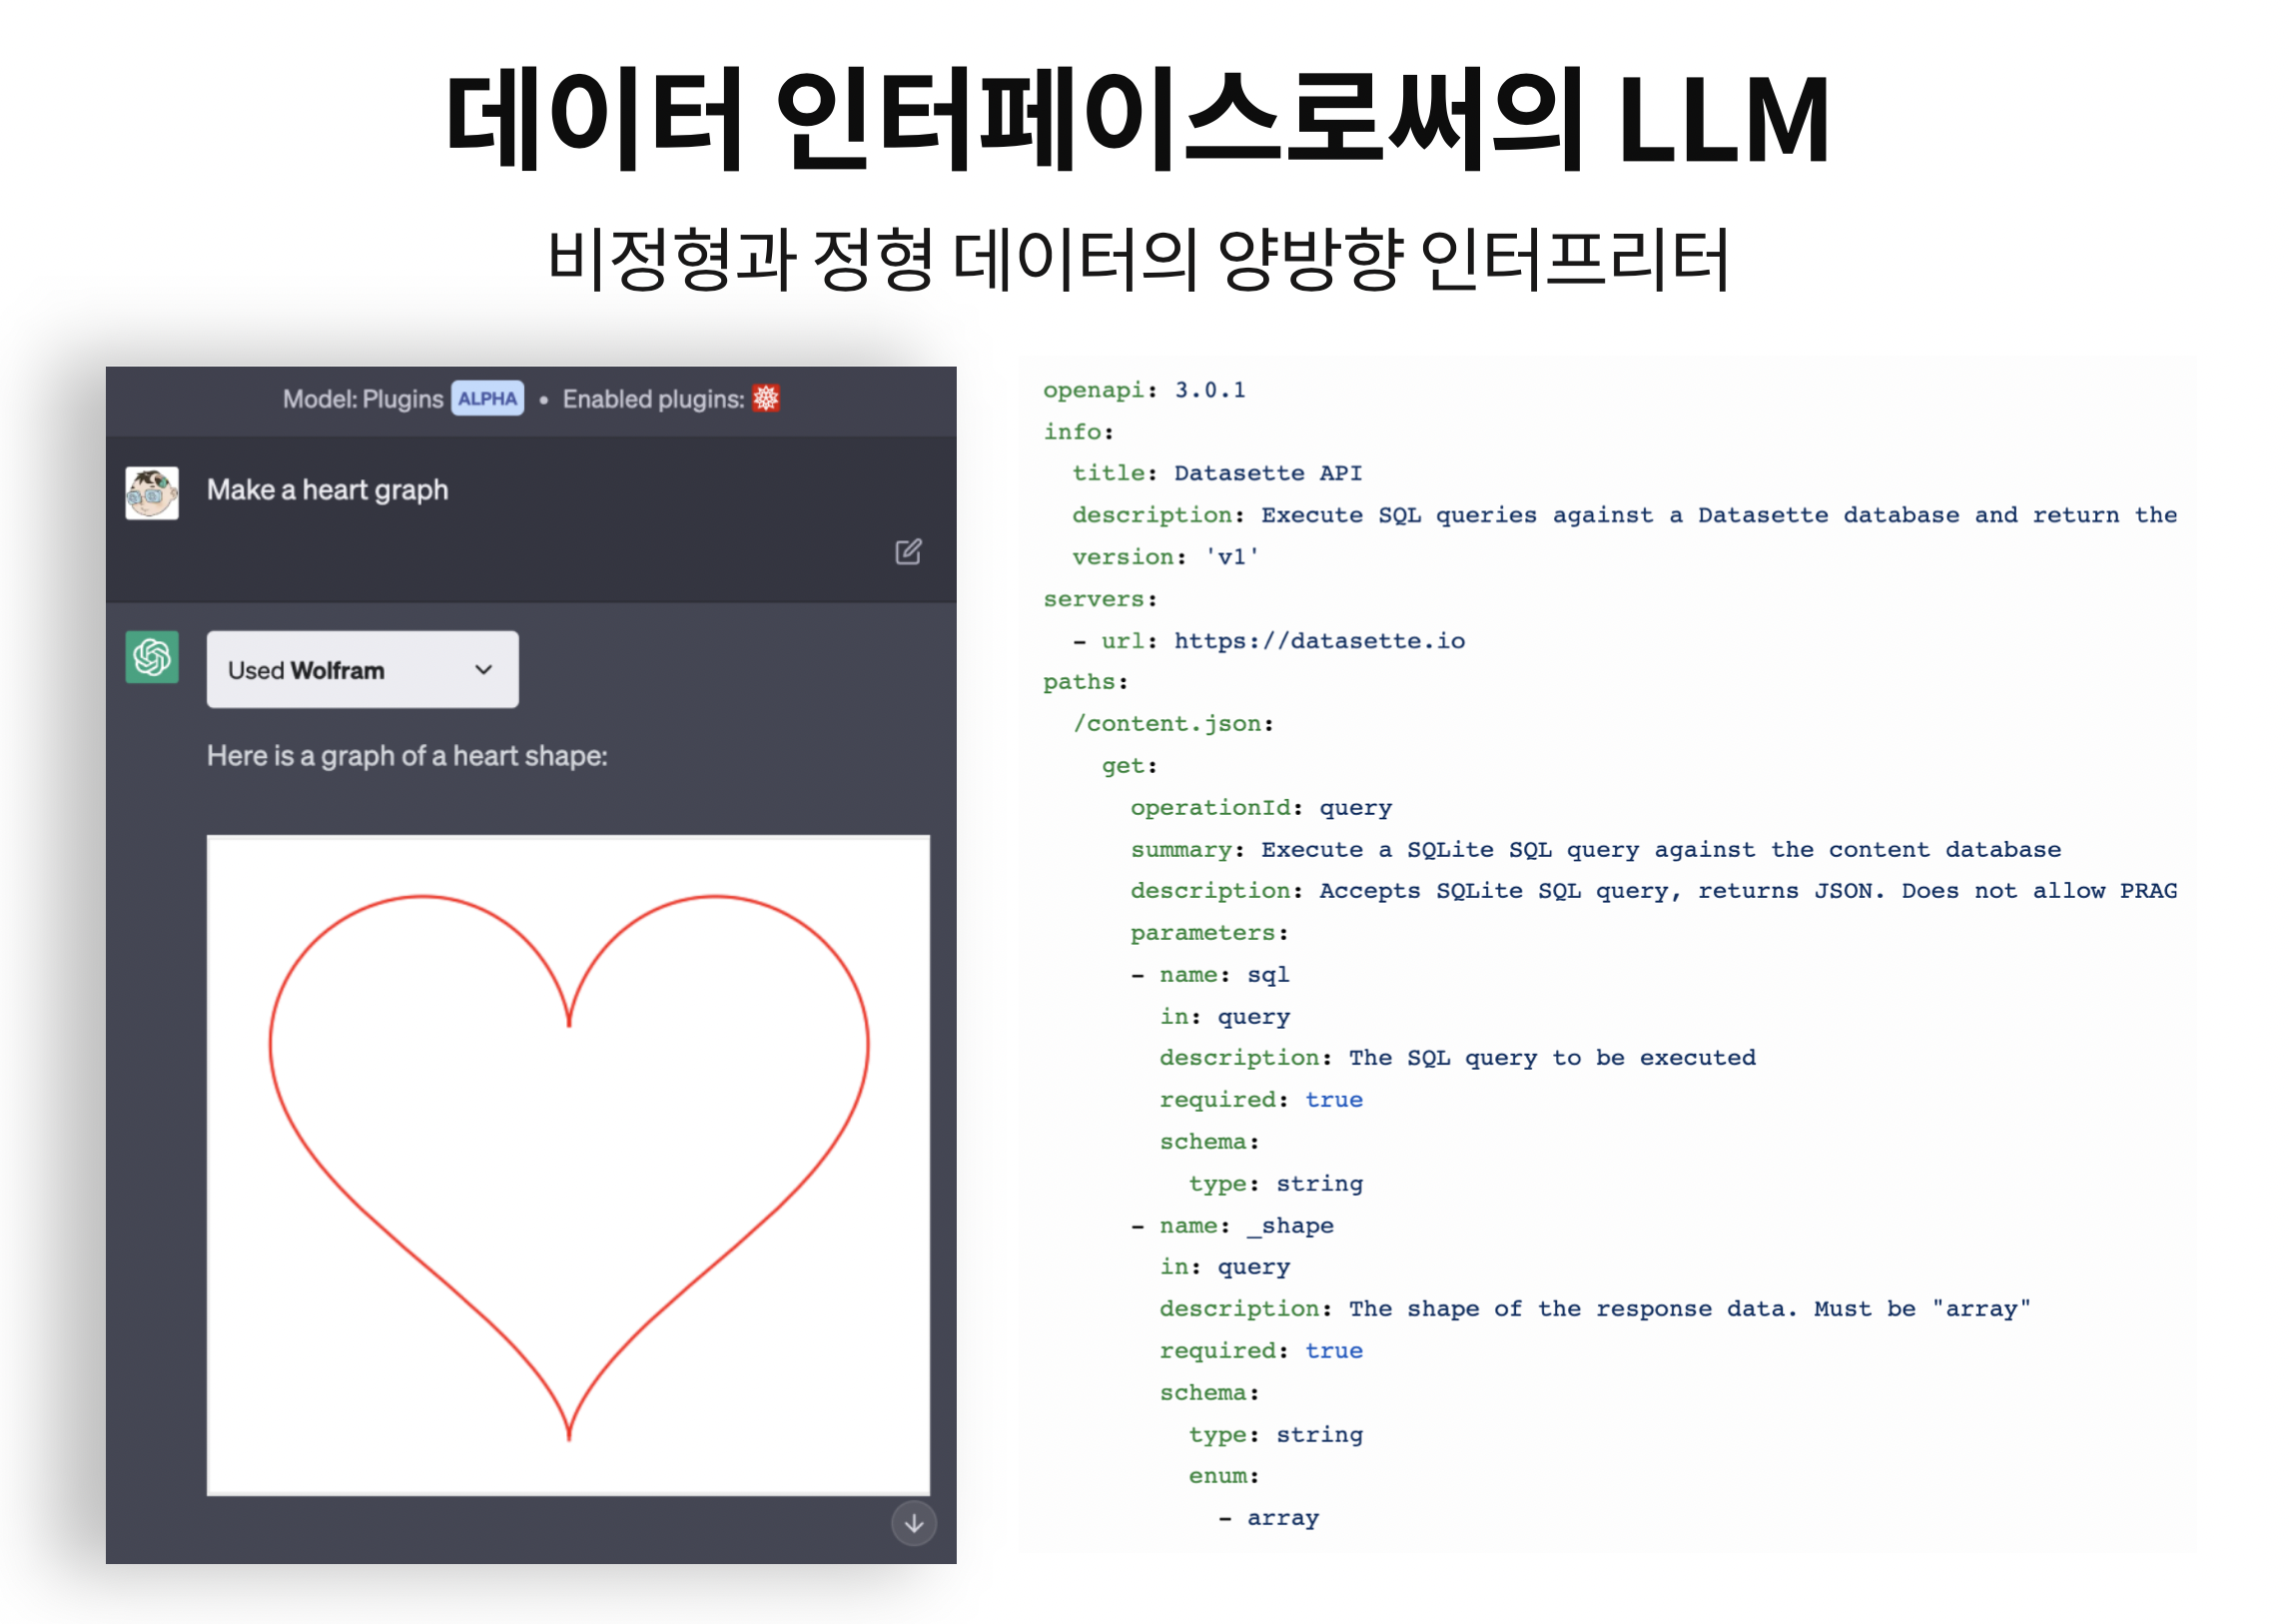 데이터 인터페이스로써의 LLM
비정형과 정형 데이터의 양방향 인터프리터
Model: Plugins ALPHA • Enabled plugins:
Make a heart graph
Used Wolfram
Here is a graph of a heart shape:
openapi: 3.0.1
info:
  title: Datasette API
  description: Execute SQL queries against a Datasette database and return the
  version: 'v1'
servers:
  - url: https://datasette.io
paths:
  /content.json:
    get:
      operationId: query
      summary: Execute a SQLite SQL query against the content database
      description: Accepts SQLite SQL query, returns JSON. Does not allow PRAG
      parameters:
      - name: sql
        in: query
        description: The SQL query to be executed
        required: true
        schema:
          type: string
      - name: _shape
        in: query
        description: The shape of the response data. Must be "array"
        required: true
        schema:
          type: string
          enum:
            - array